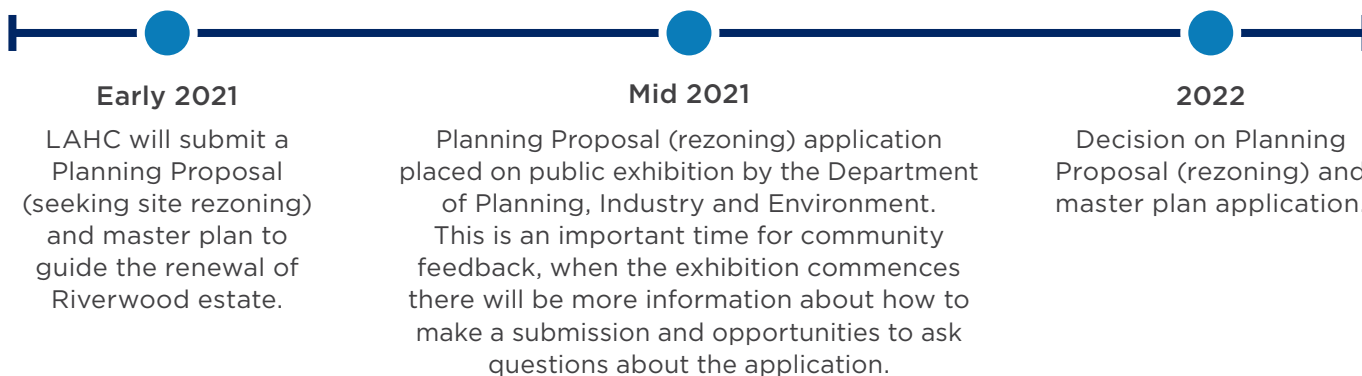 Early 2021
LAHC will submit a
Planning Proposal
(seeking site rezoning)
and master plan to
guide the renewal of
Riverwood estate.
Mid 2021
Planning Proposal (rezoning) application
placed on public exhibition by the Department
of Planning, Industry and Environment.
This is an important time for community
feedback, when the exhibition commences
there will be more information about how to
make a submission and opportunities to ask
questions about the application.
2022
Decision on Planning
Proposal (rezoning) and
master plan application.